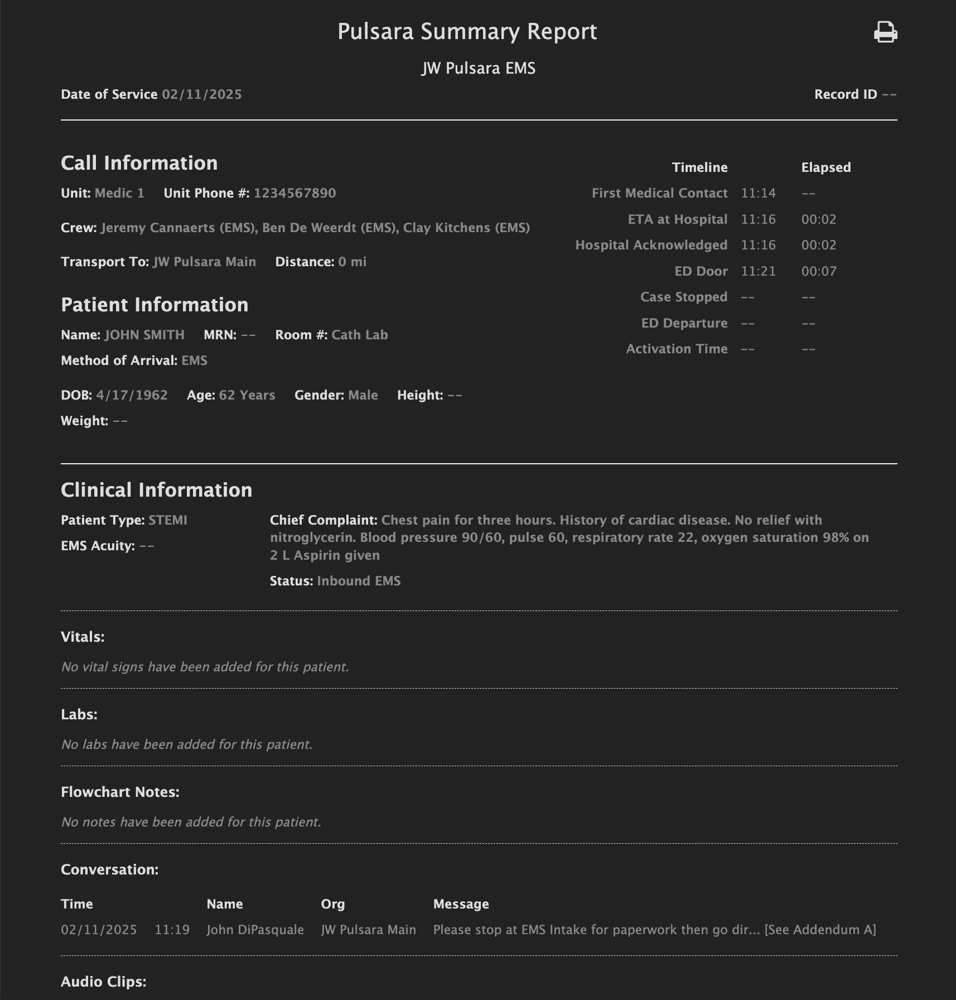 Pulsara Summary Report
JW Pulsara EMS
Date of Service 02/11/2025
Record ID --
Call Information
Unit: Medic 1 Unit Phone #: 1234567890
Crew: Jeremy Cannaerts (EMS), Ben De Weerdt (EMS), Clay Kitchens (EMS)
Transport To: JW Pulsara Main Distance: 0 mi
Timeline Elapsed
First Medical Contact 11:14 --
ETA at Hospital 11:16 00:02
Hospital Acknowledged 11:16 00:02
ED Door 11:21 00:07
Case Stopped -- --
ED Departure -- --
Activation Time -- --
Patient Information
Name: JOHN SMITH MRN: -- Room #: Cath Lab
Method of Arrival: EMS
DOB: 4/17/1962 Age: 62 Years Gender: Male Height: --
Weight: --
Clinical Information
Patient Type: STEMI
EMS Acuity: --
Chief Complaint: Chest pain for three hours. History of cardiac disease. No relief with
nitroglycerin. Blood pressure 90/60, pulse 60, respiratory rate 22, oxygen saturation 98% on
2 L Aspirin given
Status: Inbound EMS
Vitals:
No vital signs have been added for this patient.
Labs:
No labs have been added for this patient.
Flowchart Notes:
No notes have been added for this patient.
Conversation:
Time Name Org Message
02/11/2025 11:19 John DiPasquale JW Pulsara Main Please stop at EMS Intake for paperwork then go dir... [See Addendum A]
Audio Clips: